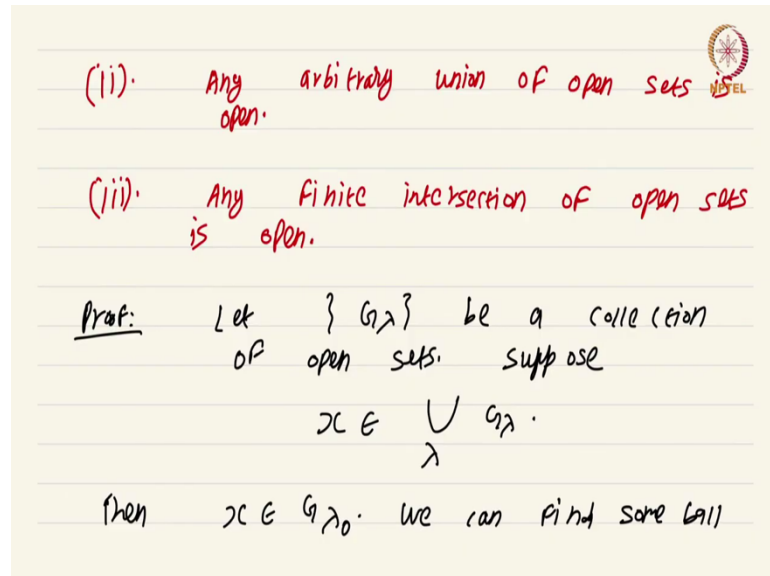 (ii). Any arbitrary union of open sets is
open.
NPTEL
(iii). Any finite intersection of open sets
is open.
Proof: Let { Gλ} be a collection
of open sets. Suppose
x ∈ ⋃ Gλ.
λ
Then x ∈ Gλ₀. We can find some ball